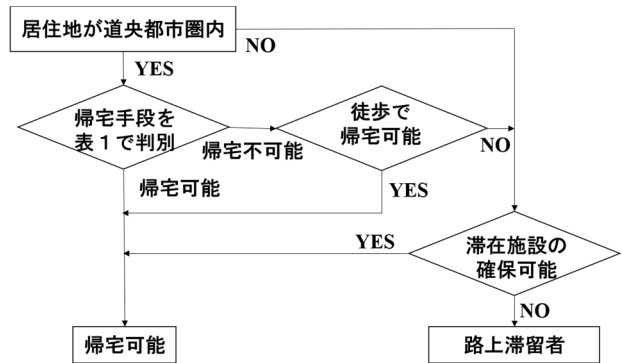 居住地が道央都市圏内
NO
YES
帰宅手段を
表１で判別
徒歩で
帰宅可能
帰宅不可能
NO
帰宅可能
YES
YES
滞在施設の
確保可能
NO
帰宅可能
路上滞留者